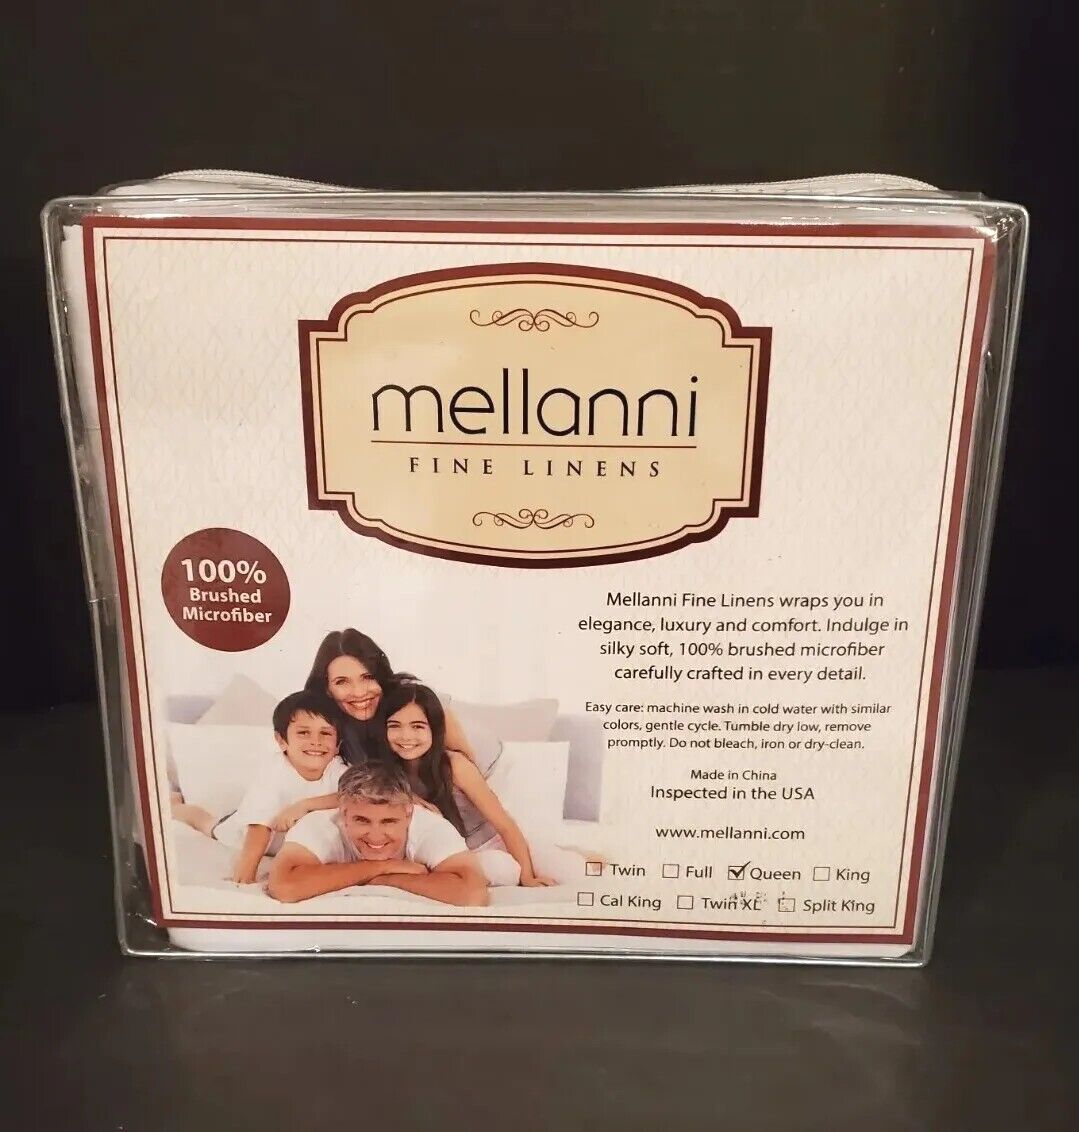 mellanni
FINE LINENS
100%
Brushed
Microfiber
Mellanni Fine Linens wraps you in
elegance, luxury and comfort. Indulge in
silky soft, 100% brushed microfiber
carefully crafted in every detail.
Easy care: machine wash in cold water with similar
colors, gentle cycle. Tumble dry low, remove
promptly. Do not bleach, iron or dry-clean.
Made in China
Inspected in the USA
www.mellanni.com
Twin Full Queen King
Cal King Twin XL Split King